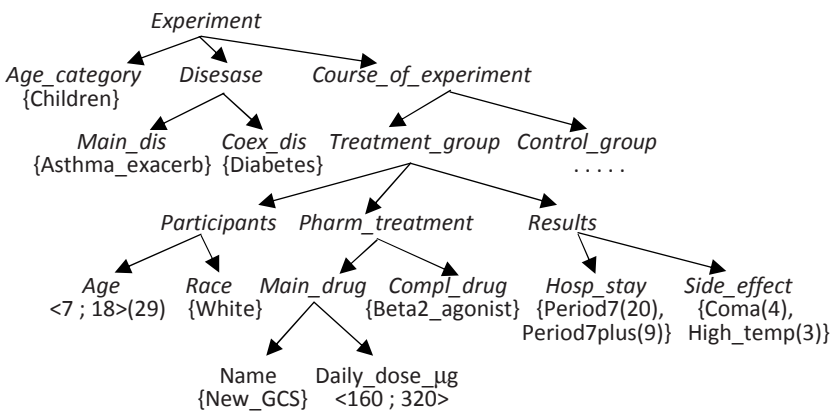 Experiment
Age_category Disesase Course_of_experiment
{Children}
Main_dis Coex_dis Treatment_group Control_group
{Asthma_exacerb} {Diabetes} . . . . .
Participants Pharm_treatment Results
Age Race Main_drug Compl_drug Hosp_stay Side_effect
<7 ; 18>(29) {White} {Beta2_agonist} {Period7(20), {Coma(4),
Period7plus(9)} High_temp(3)}
Name Daily_dose_µg
{New_GCS} <160 ; 320>